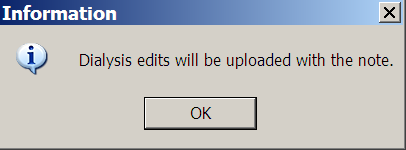 Information
Dialysis edits will be uploaded with the note.
OK